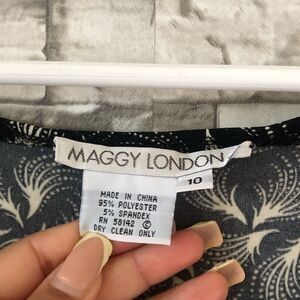 MAGGY LONDON
10
MADE IN CHINA
95% POLYESTER
5% SPANDEX
RN 58142 ©
DRY CLEAN ONLY